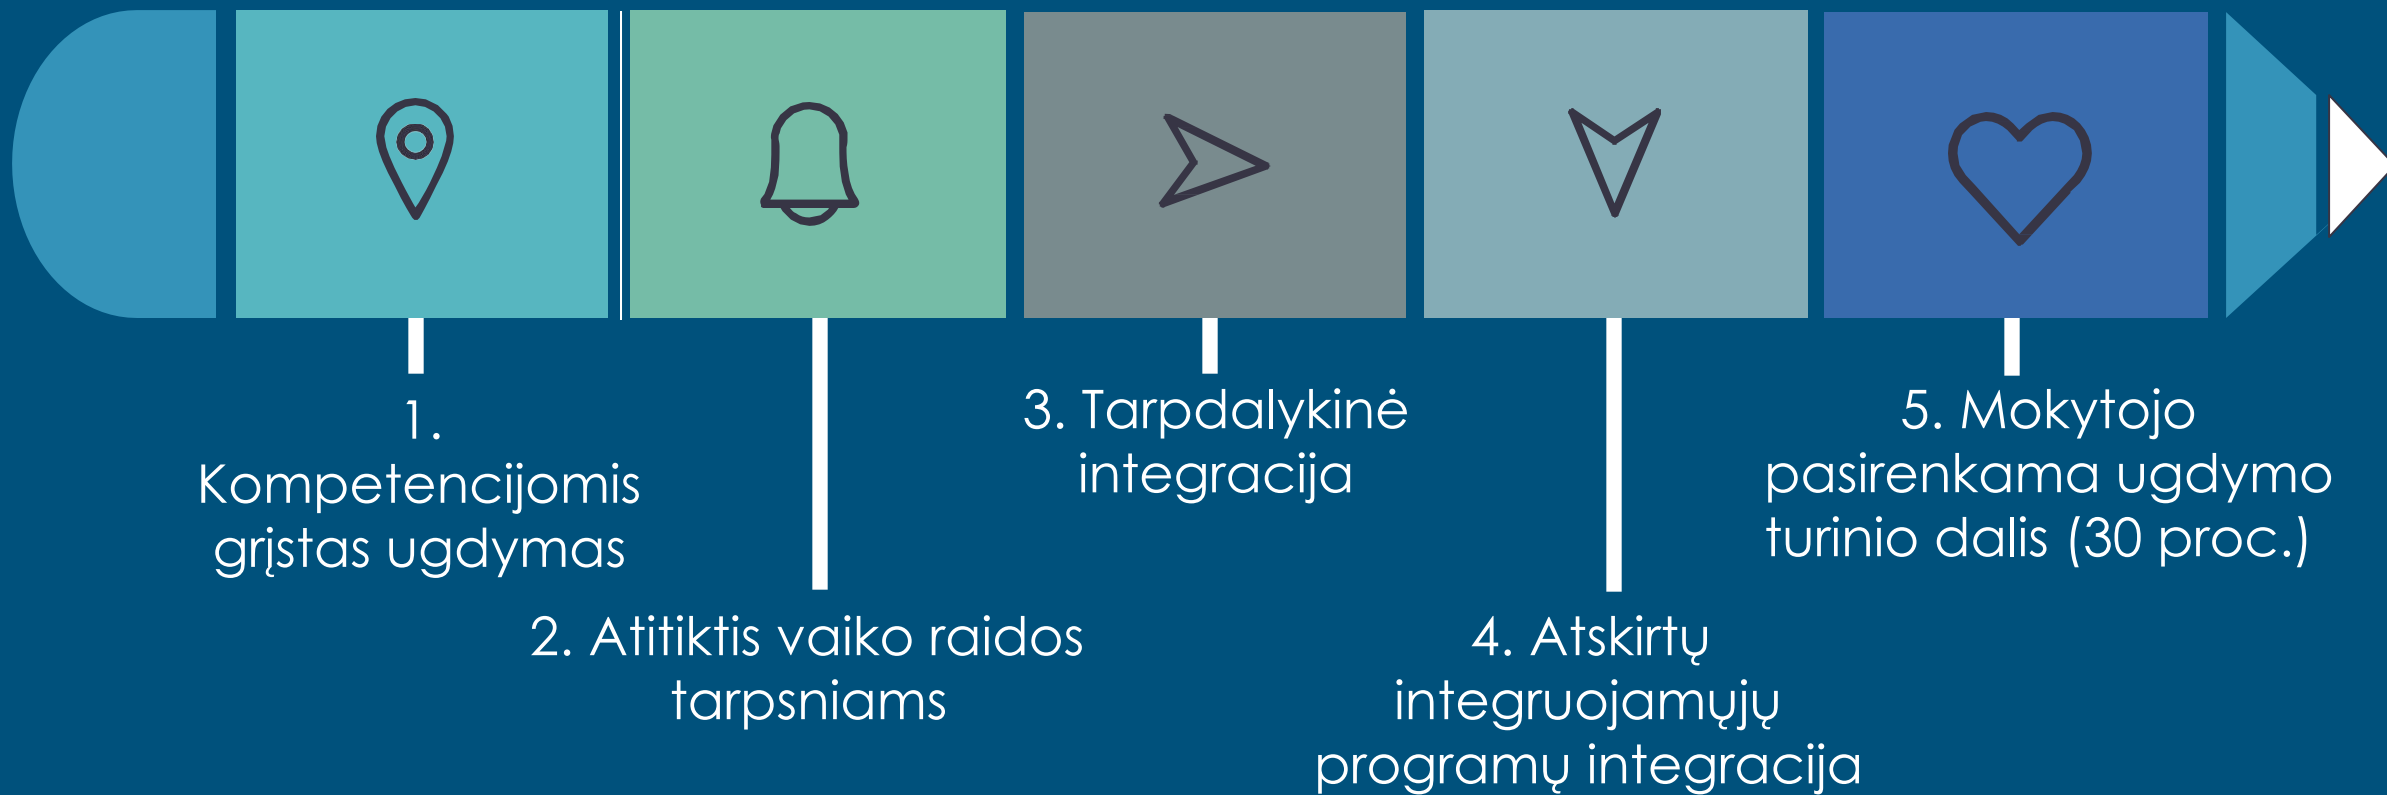 1.
Kompetencijomis
grįstas ugdymas
2. Atitiktis vaiko raidos
tarpsniams
3. Tarpdalykinė
integracija
4. Atskirtų
integruojamųjų
programų integracija
5. Mokytojo
pasirenkama ugdymo
turinio dalis (30 proc.)